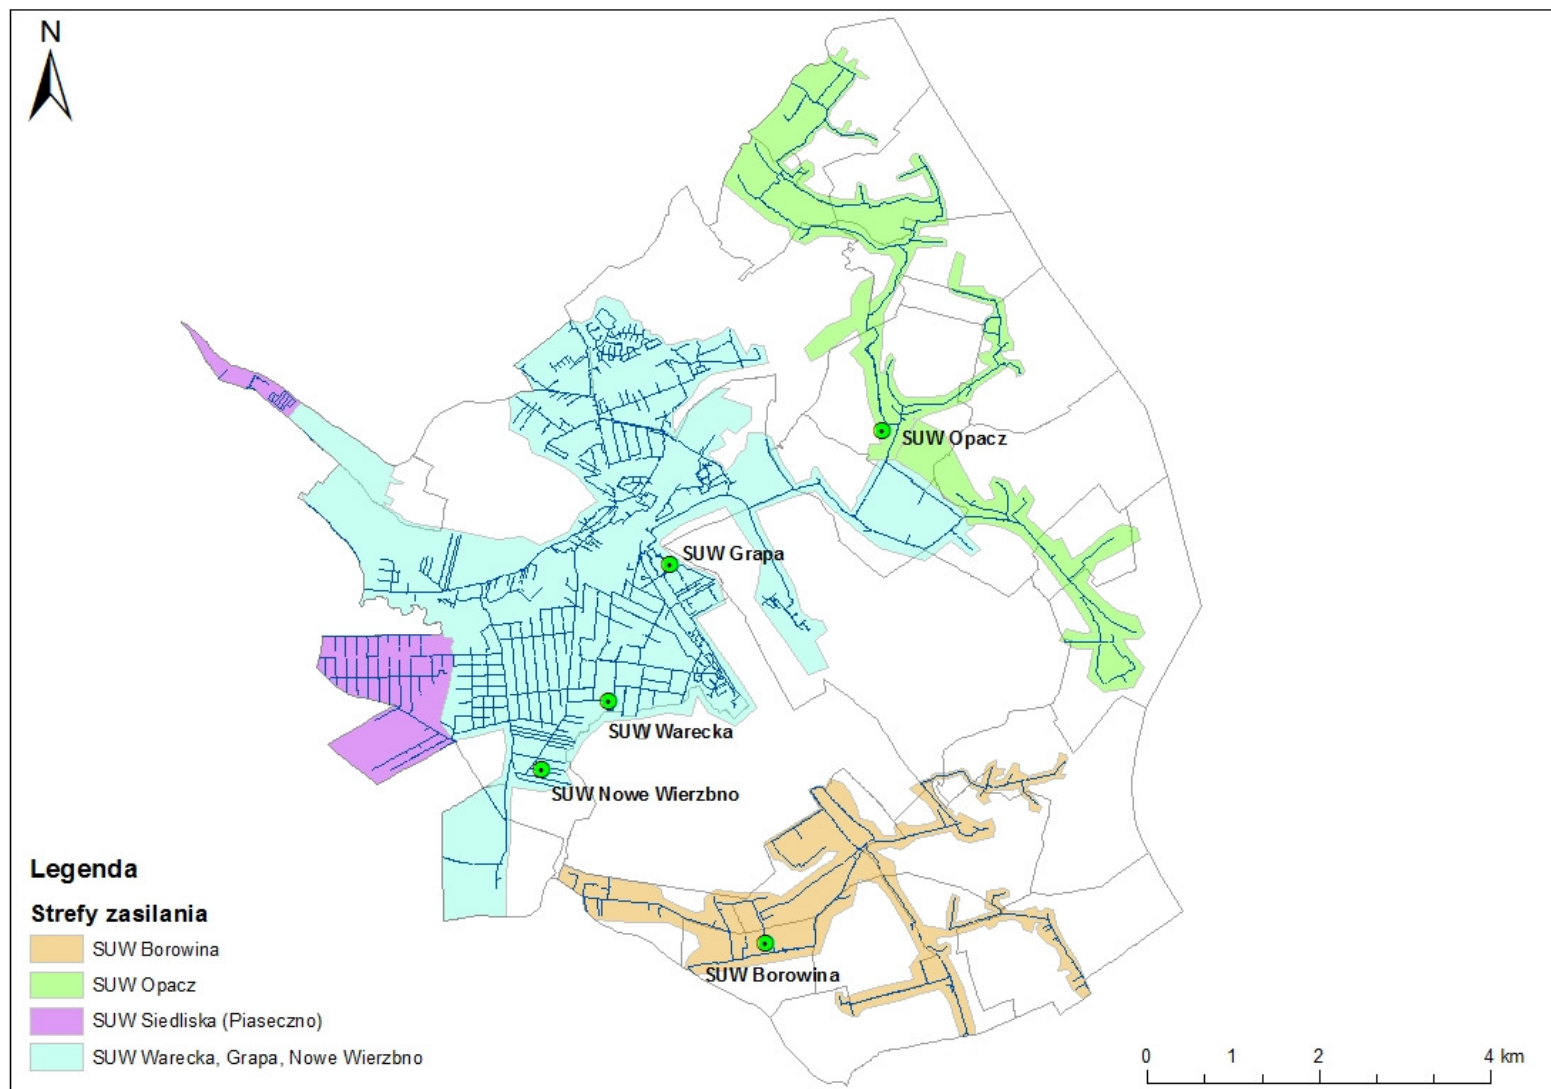 N
SUW Opacz
SUW Grapa
SUW Warecka
SUW Nowe Wierzbno
SUW Borowina
Legenda
Strefy zasilania
SUW Borowina
SUW Opacz
SUW Siedliska (Piaseczno)
SUW Warecka, Grapa, Nowe Wierzbno
0 1 2 4 km